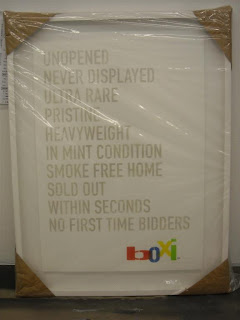 UNOPENED
NEVER DISPLAYED
ULTRA RARE
PRISTINE
HEAVYWEIGHT
IN MINT CONDITION
SMOKE FREE HOME
SOLD OUT
WITHIN SECONDS
NO FIRST TIME BIDDERS
boxi